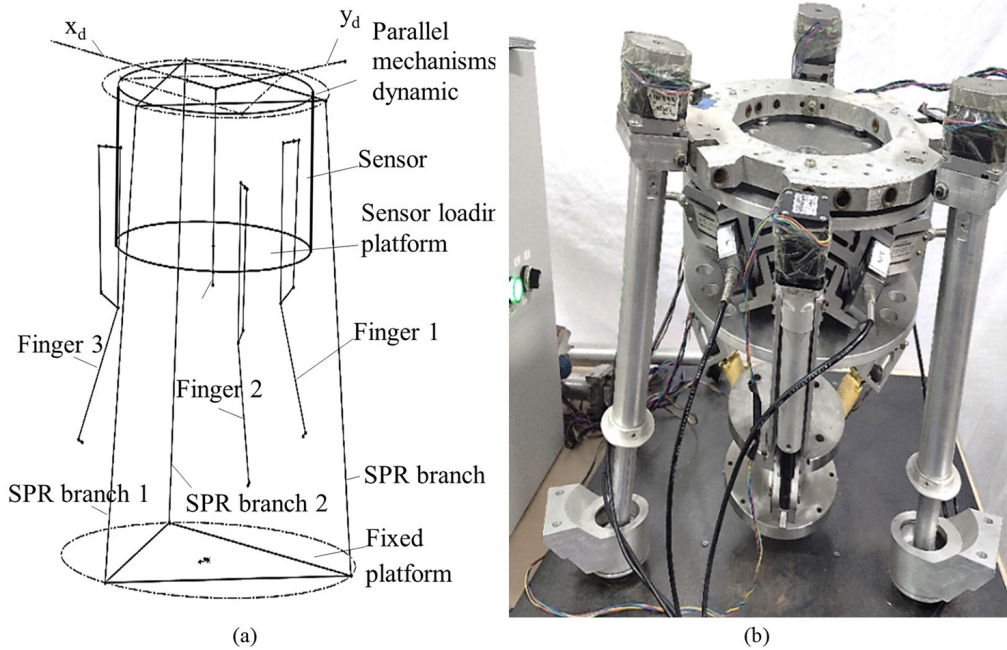 x_d
y_d
Parallel
mechanisms
dynamic
Sensor
Sensor loadin
platform
Finger 3
Finger 1
Finger 2
SPR branch 1
SPR branch 2
SPR branch
Fixed
platform
(a)
(b)